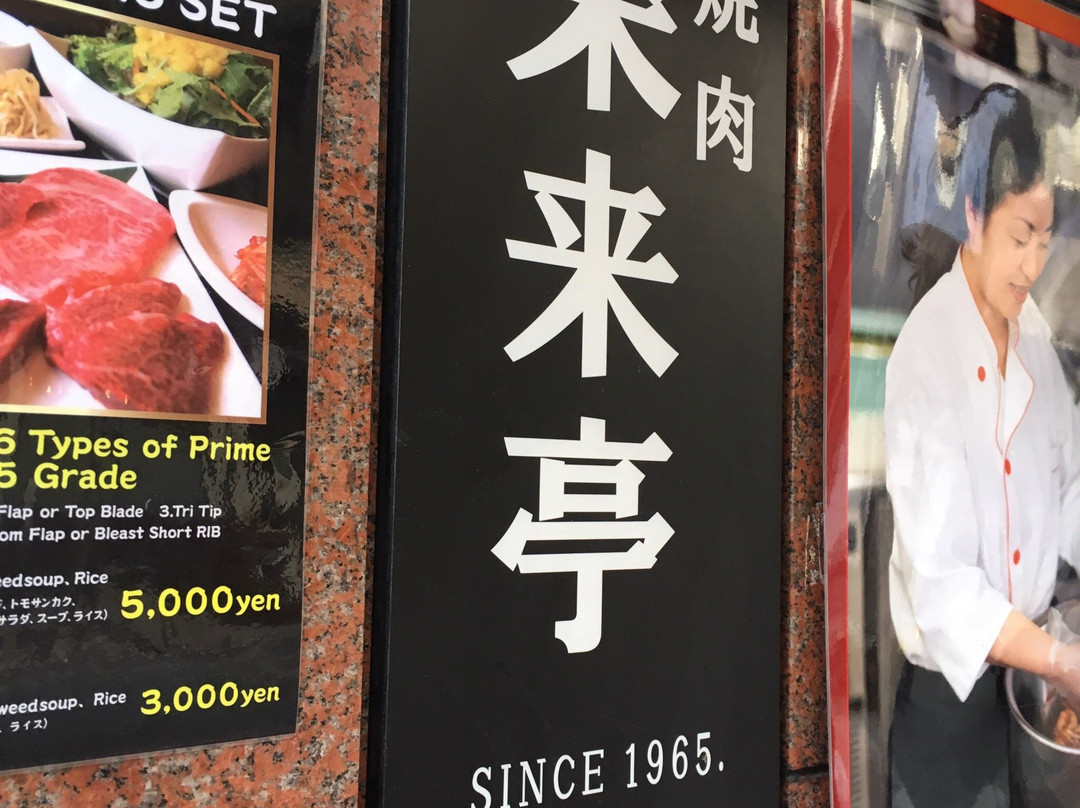 SET
6 Types of Prime
5 Grade
Flap or Top Blade 3.Tri Tip
om Flap or Bleast Short RIB
eedsoup、Rice
、トモサンカク、
サラダ、スープ、ライス)
5,000yen
weedsoup、Rice
、ライス)
3,000yen
焼肉
来亭
SINCE 1965.